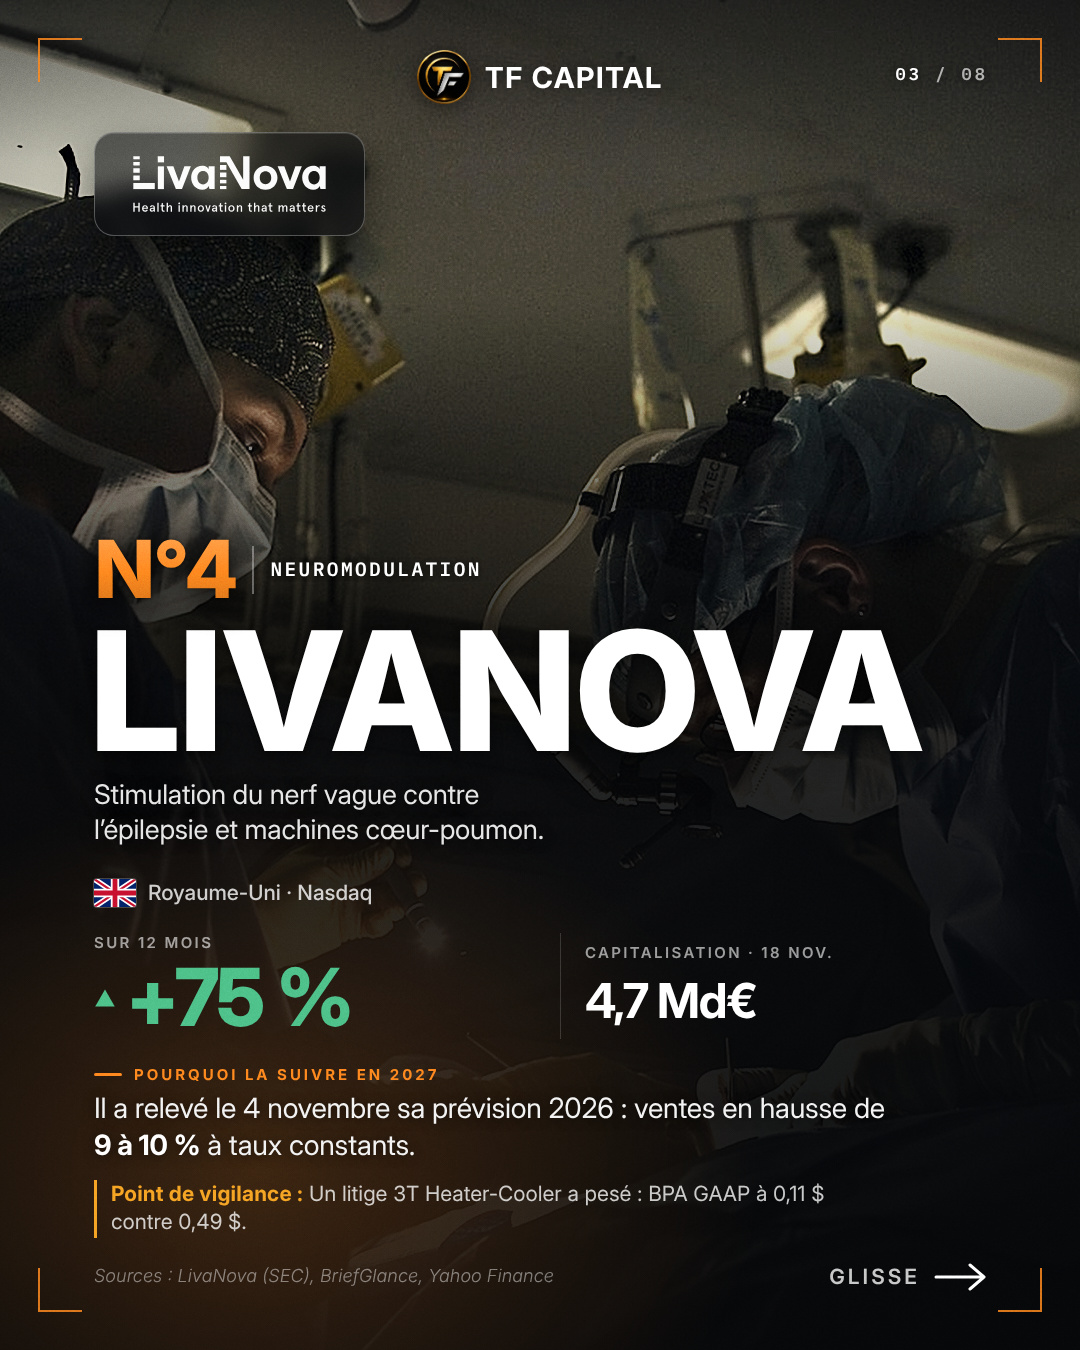 TF CAPITAL
03 / 08
LivaNova
Health innovation that matters
LUXTEC
N°4
NEUROMODULATION
LIVANOVA
Stimulation du nerf vague contre
l’épilepsie et machines cœur-poumon.
Royaume-Uni · Nasdaq
SUR 12 MOIS
+75 %
CAPITALISATION · 18 NOV.
4,7 Md€
POURQUOI LA SUIVRE EN 2027
Il a relevé le 4 novembre sa prévision 2026 : ventes en hausse de
9 à 10 % à taux constants.
Point de vigilance : Un litige 3T Heater-Cooler a pesé : BPA GAAP à 0,11 $
contre 0,49 $.
Sources : LivaNova (SEC), BriefGlance, Yahoo Finance
GLISSE